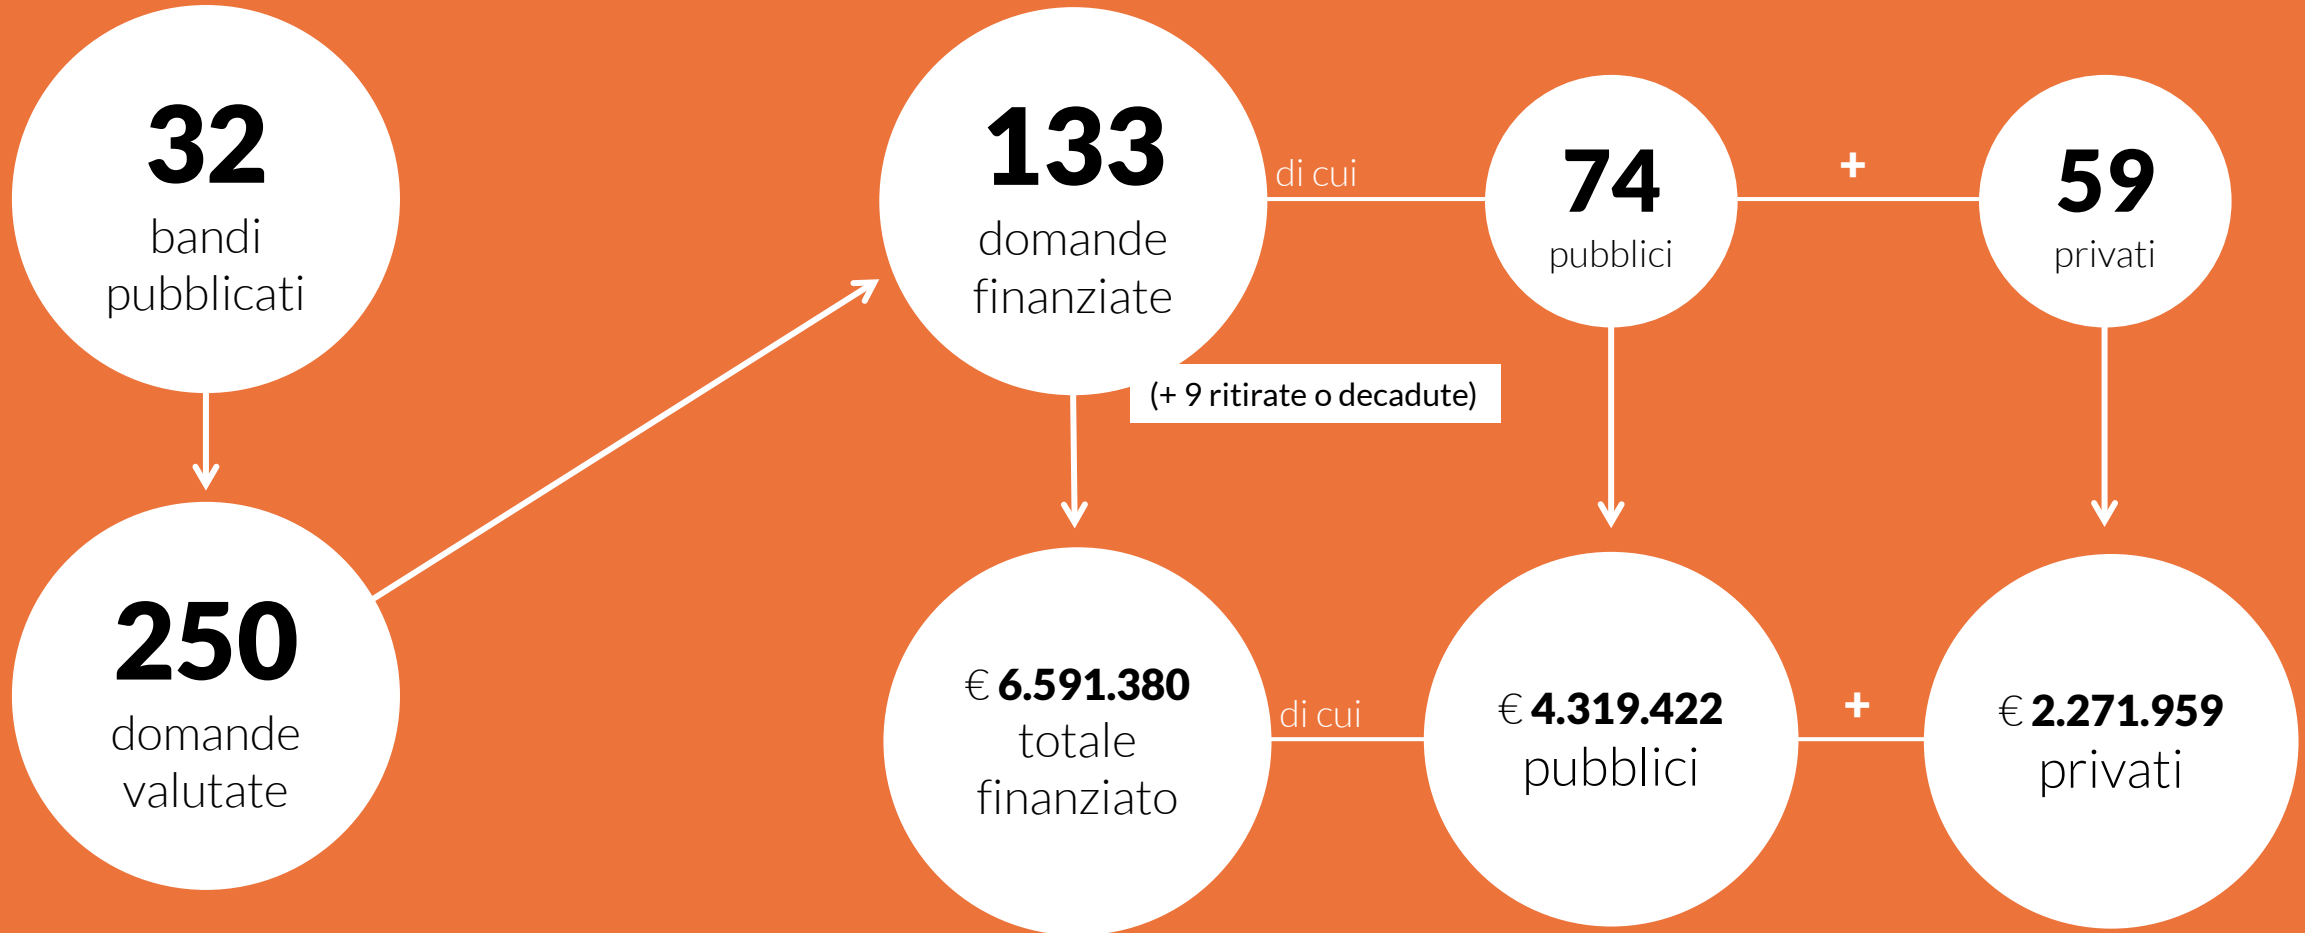 32
bandi
pubblicati
250
domande
valutate
133
domande
finanziate
(+ 9 ritirate o decadute)
di cui
74
pubblici
+
59
privati
€ 6.591.380
totale
finanziato
di cui
€ 4.319.422
pubblici
+
€ 2.271.959
privati